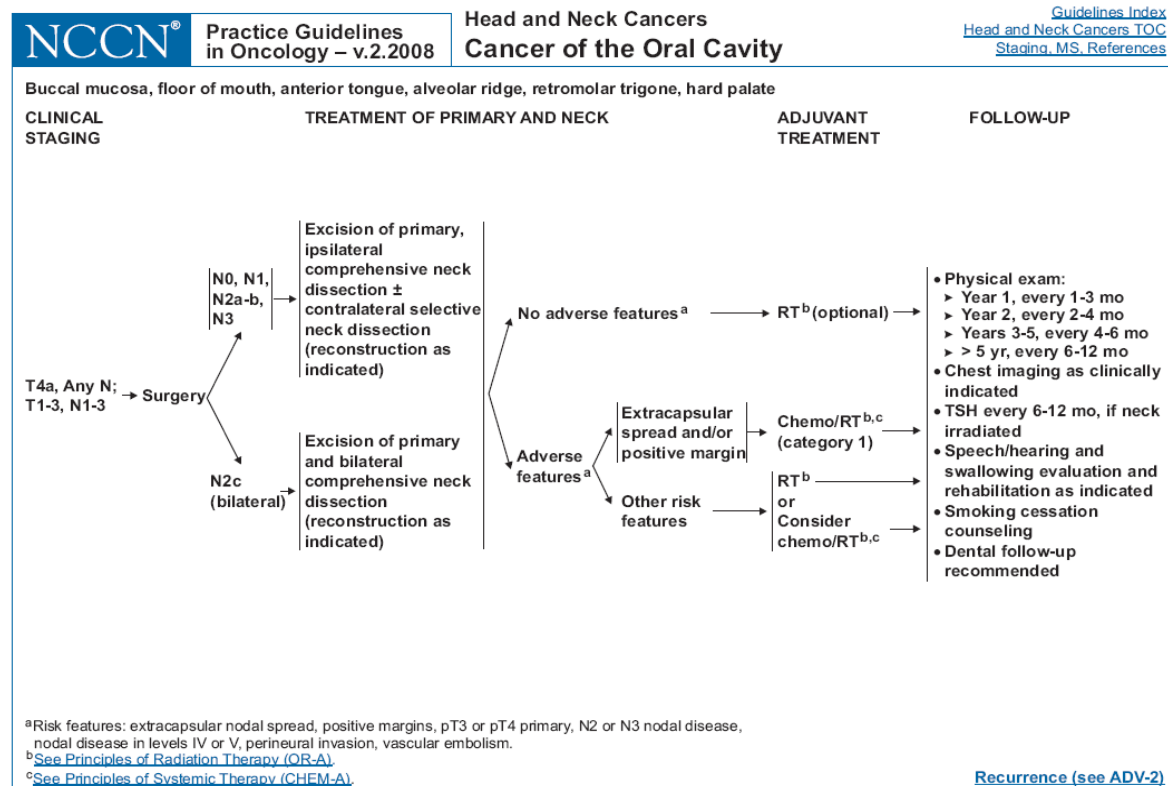 NCCN®
Practice Guidelines
in Oncology – v.2.2008
Head and Neck Cancers
Cancer of the Oral Cavity
Guidelines Index
Head and Neck Cancers TOC
Staging, MS, References
Buccal mucosa, floor of mouth, anterior tongue, alveolar ridge, retromolar trigone, hard palate
CLINICAL
STAGING
TREATMENT OF PRIMARY AND NECK
ADJUVANT
TREATMENT
FOLLOW-UP
T4a, Any N;
T1-3, N1-3
Surgery
N0, N1,
N2a-b,
N3
N2c
(bilateral)
Excision of primary,
ipsilateral
comprehensive neck
dissection ±
contralateral selective
neck dissection
(reconstruction as
indicated)
Excision of primary
and bilateral
comprehensive neck
dissection
(reconstruction as
indicated)
No adverse features a
Adverse
features a
Extracapsular
spread and/or
positive margin
Other risk
features
RT b (optional)
Chemo/RT b,c
(category 1)
RT b
or
Consider
chemo/RT b,c
• Physical exam:
➤ Year 1, every 1-3 mo
➤ Year 2, every 2-4 mo
➤ Years 3-5, every 4-6 mo
➤ > 5 yr, every 6-12 mo
• Chest imaging as clinically
indicated
• TSH every 6-12 mo, if neck
irradiated
• Speech/hearing and
swallowing evaluation and
rehabilitation as indicated
• Smoking cessation
counseling
• Dental follow-up
recommended
a Risk features: extracapsular nodal spread, positive margins, pT3 or pT4 primary, N2 or N3 nodal disease,
nodal disease in levels IV or V, perineural invasion, vascular embolism.
b See Principles of Radiation Therapy (OR-A).
c See Principles of Systemic Therapy (CHEM-A).
Recurrence (see ADV-2)